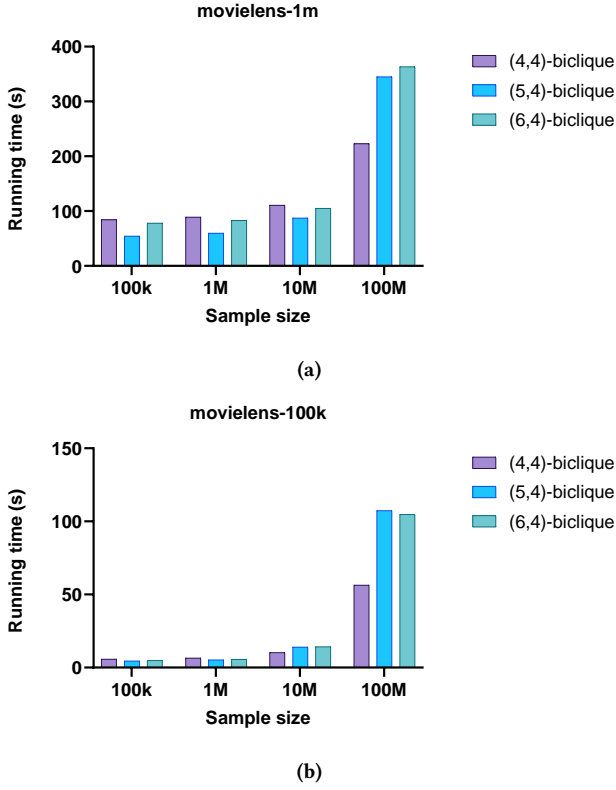 movielens-1m
400
300
200
100
0
Running time (s)
100k 1M 10M 100M
Sample size
(4,4)-biclique
(5,4)-biclique
(6,4)-biclique
(a)
movielens-100k
150
100
50
0
Running time (s)
100k 1M 10M 100M
Sample size
(4,4)-biclique
(5,4)-biclique
(6,4)-biclique
(b)